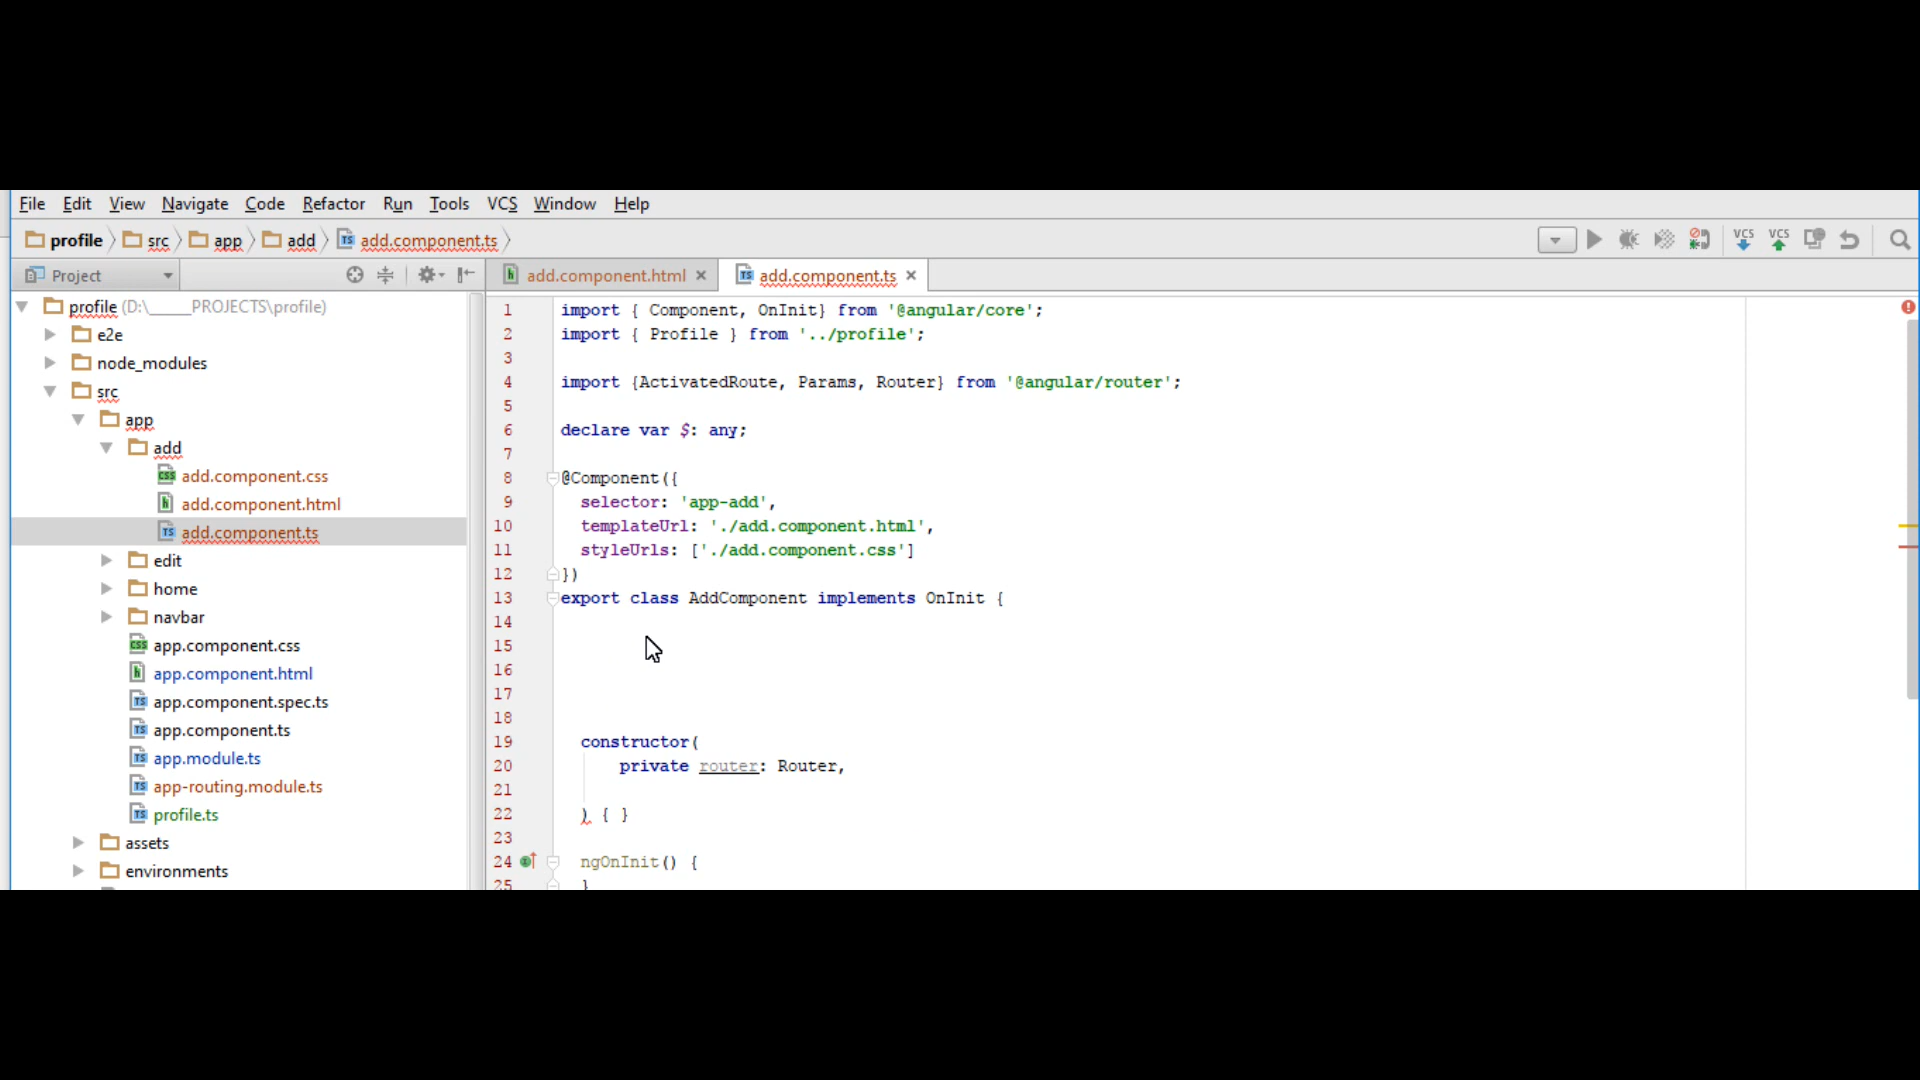 File Edit View Navigate Code Refactor Run Tools VCS Window Help
profile src app add add.component.ts
VCS VCS
Project
add.component.html add.component.ts
profile (D:\_____PROJECTS\profile)
e2e
node_modules
src
app
add
add.component.css
add.component.html
add.component.ts
edit
home
navbar
app.component.css
app.component.html
app.component.spec.ts
app.component.ts
app.module.ts
app-routing.module.ts
profile.ts
assets
environments
1 import { Component, OnInit} from '@angular/core';
2 import { Profile } from '../profile';
3
4 import {ActivatedRoute, Params, Router} from '@angular/router';
5
6 declare var $: any;
7
8 @Component({
9 selector: 'app-add',
10 templateUrl: './add.component.html',
11 styleUrls: ['./add.component.css']
12 })
13 export class AddComponent implements OnInit {
14
15
16
17
18
19 constructor(
20 private router: Router,
21
22 ) { }
23
24 ngOnInit() {
25 }